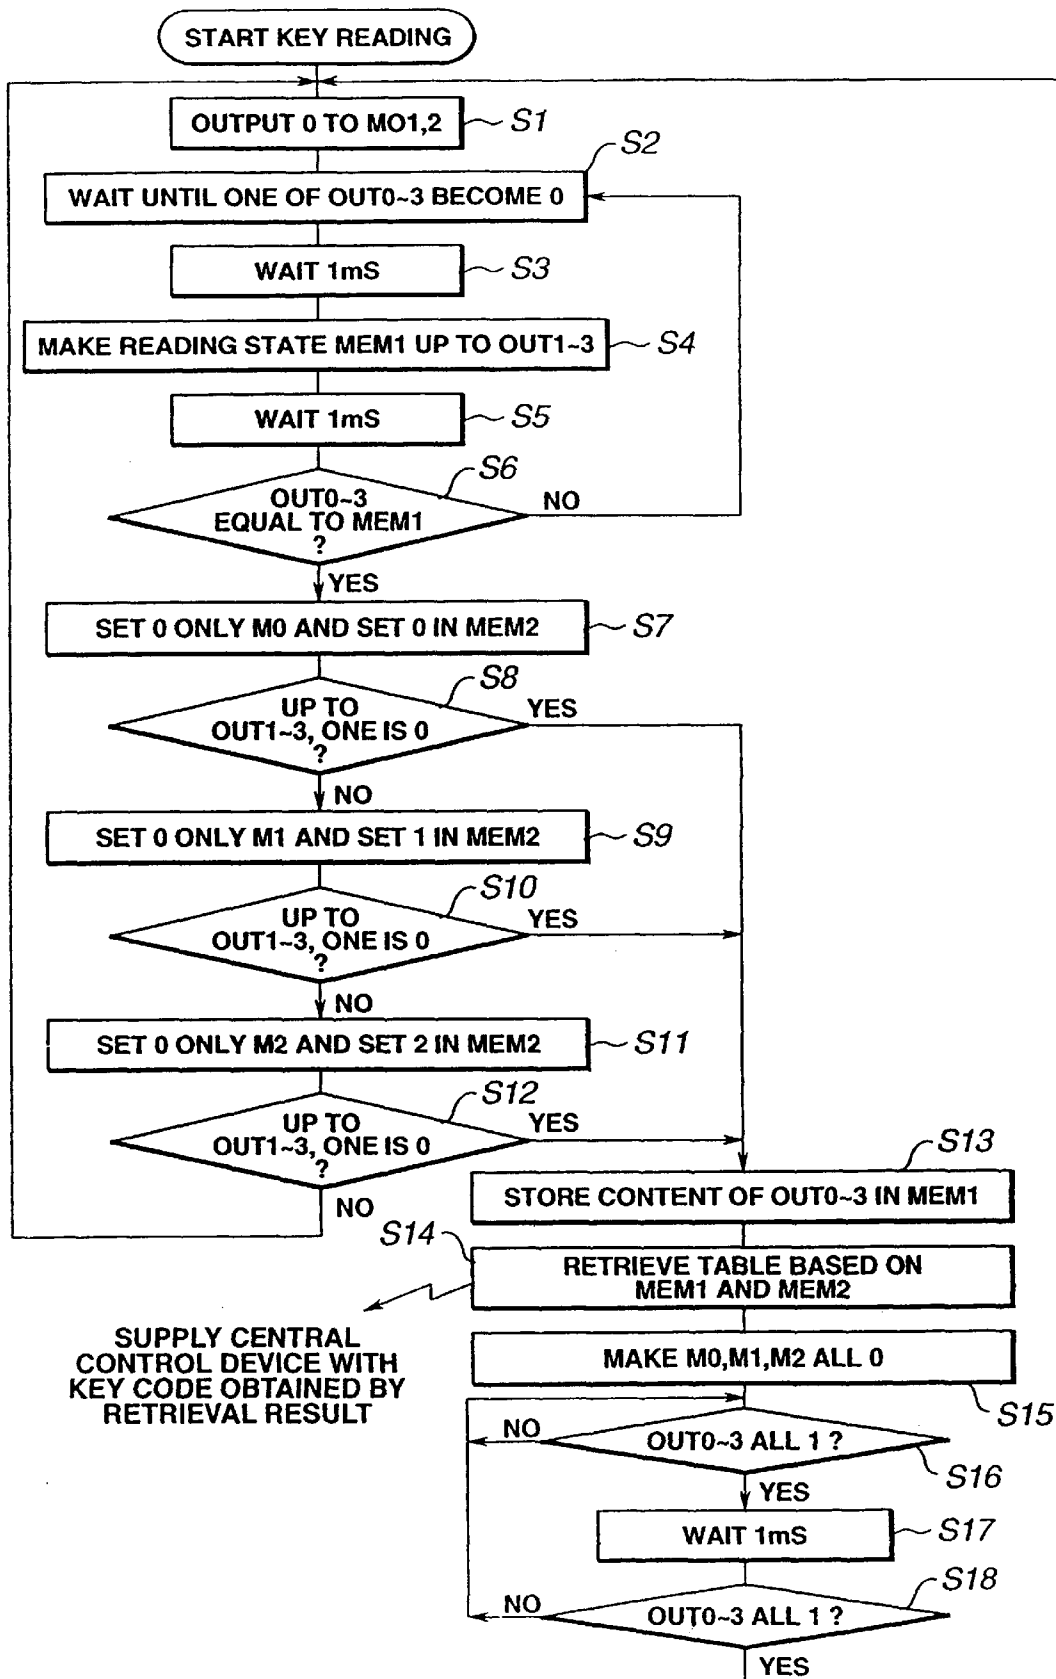 START KEY READING
OUTPUT 0 TO MO1,2
S1
S2
WAIT UNTIL ONE OF OUT0~3 BECOME 0
WAIT 1mS
S3
MAKE READING STATE MEM1 UP TO OUT1~3
S4
WAIT 1mS
S5
S6
OUT0~3
EQUAL TO MEM1
?
NO
YES
SET 0 ONLY M0 AND SET 0 IN MEM2
S7
S8
UP TO
OUT1~3, ONE IS 0
?
YES
NO
SET 0 ONLY M1 AND SET 1 IN MEM2
S9
S10
UP TO
OUT1~3, ONE IS 0
?
YES
NO
SET 0 ONLY M2 AND SET 2 IN MEM2
S11
S12
UP TO
OUT1~3, ONE IS 0
?
YES
NO
S13
STORE CONTENT OF OUT0~3 IN MEM1
S14
RETRIEVE TABLE BASED ON
MEM1 AND MEM2
SUPPLY CENTRAL
CONTROL DEVICE WITH
KEY CODE OBTAINED BY
RETRIEVAL RESULT
MAKE M0,M1,M2 ALL 0
S15
NO
OUT0~3 ALL 1 ?
S16
YES
WAIT 1mS
S17
S18
NO
OUT0~3 ALL 1 ?
YES